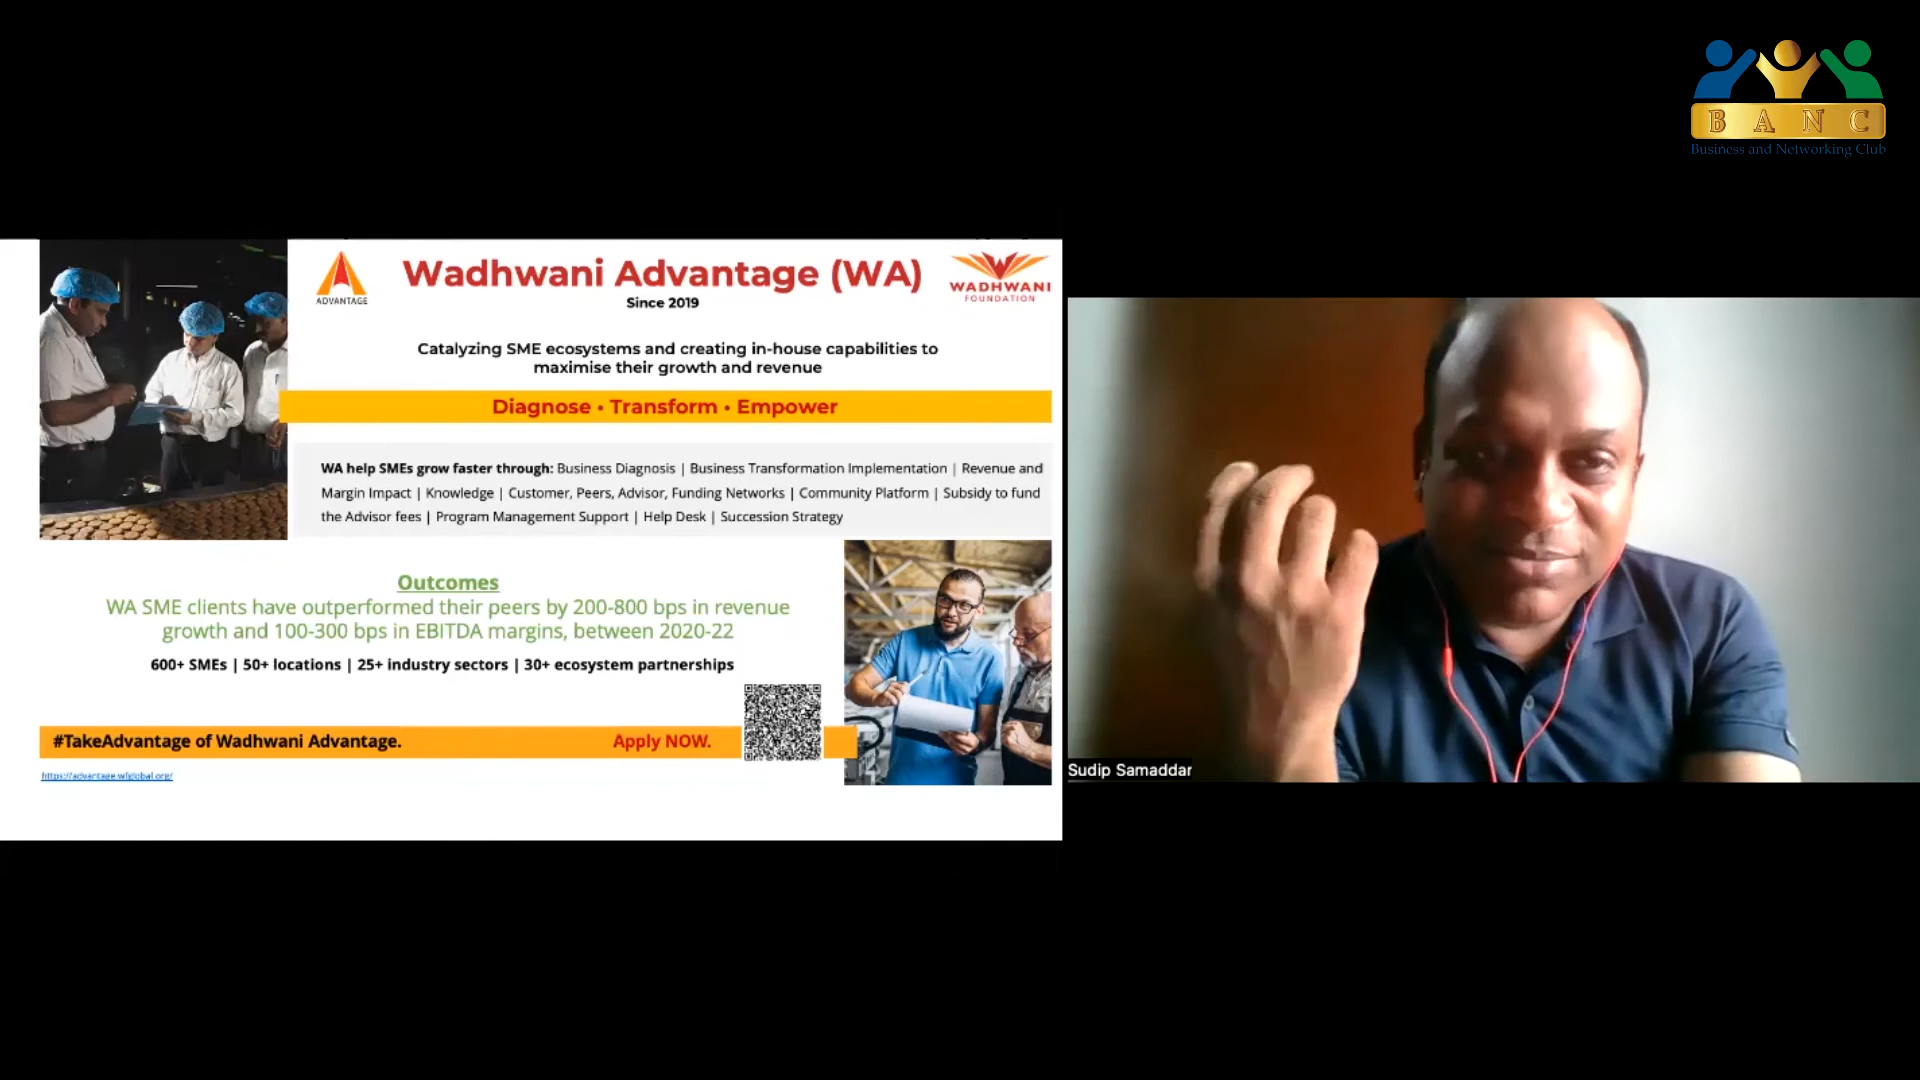 B A N C
Business and Networking Club
ADVANTAGE
Wadhwani Advantage (WA)
Since 2019
WADHWANI
FOUNDATION
Catalyzing SME ecosystems and creating in-house capabilities to
maximise their growth and revenue
Diagnose • Transform • Empower
WA help SMEs grow faster through: Business Diagnosis | Business Transformation Implementation | Revenue and
Margin Impact | Knowledge | Customer, Peers, Advisor, Funding Networks | Community Platform | Subsidy to fund
the Advisor fees | Program Management Support | Help Desk | Succession Strategy
Outcomes
WA SME clients have outperformed their peers by 200-800 bps in revenue
growth and 100-300 bps in EBITDA margins, between 2020-22
600+ SMEs | 50+ locations | 25+ industry sectors | 30+ ecosystem partnerships
#TakeAdvantage of Wadhwani Advantage.
Apply NOW.
https://advantage.wfglobal.org/
Sudip Samaddar